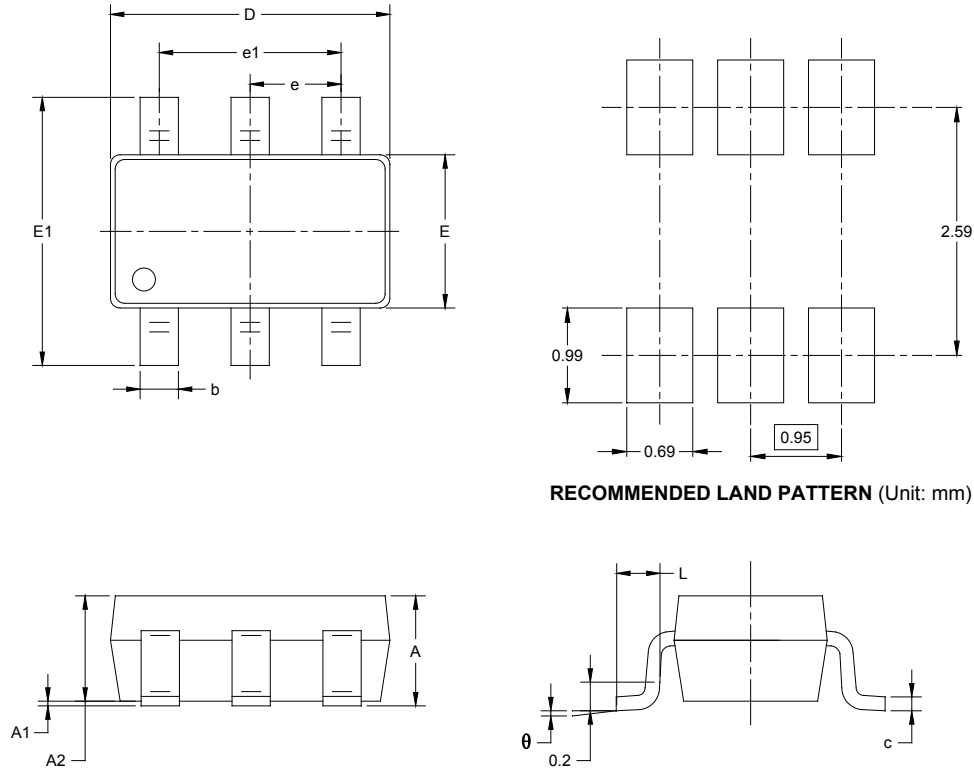 D
e1
e
E1
E
b
2.59
0.99
0.69
0.95
RECOMMENDED LAND PATTERN (Unit: mm)
L
A
A1
A2
θ
0.2
c